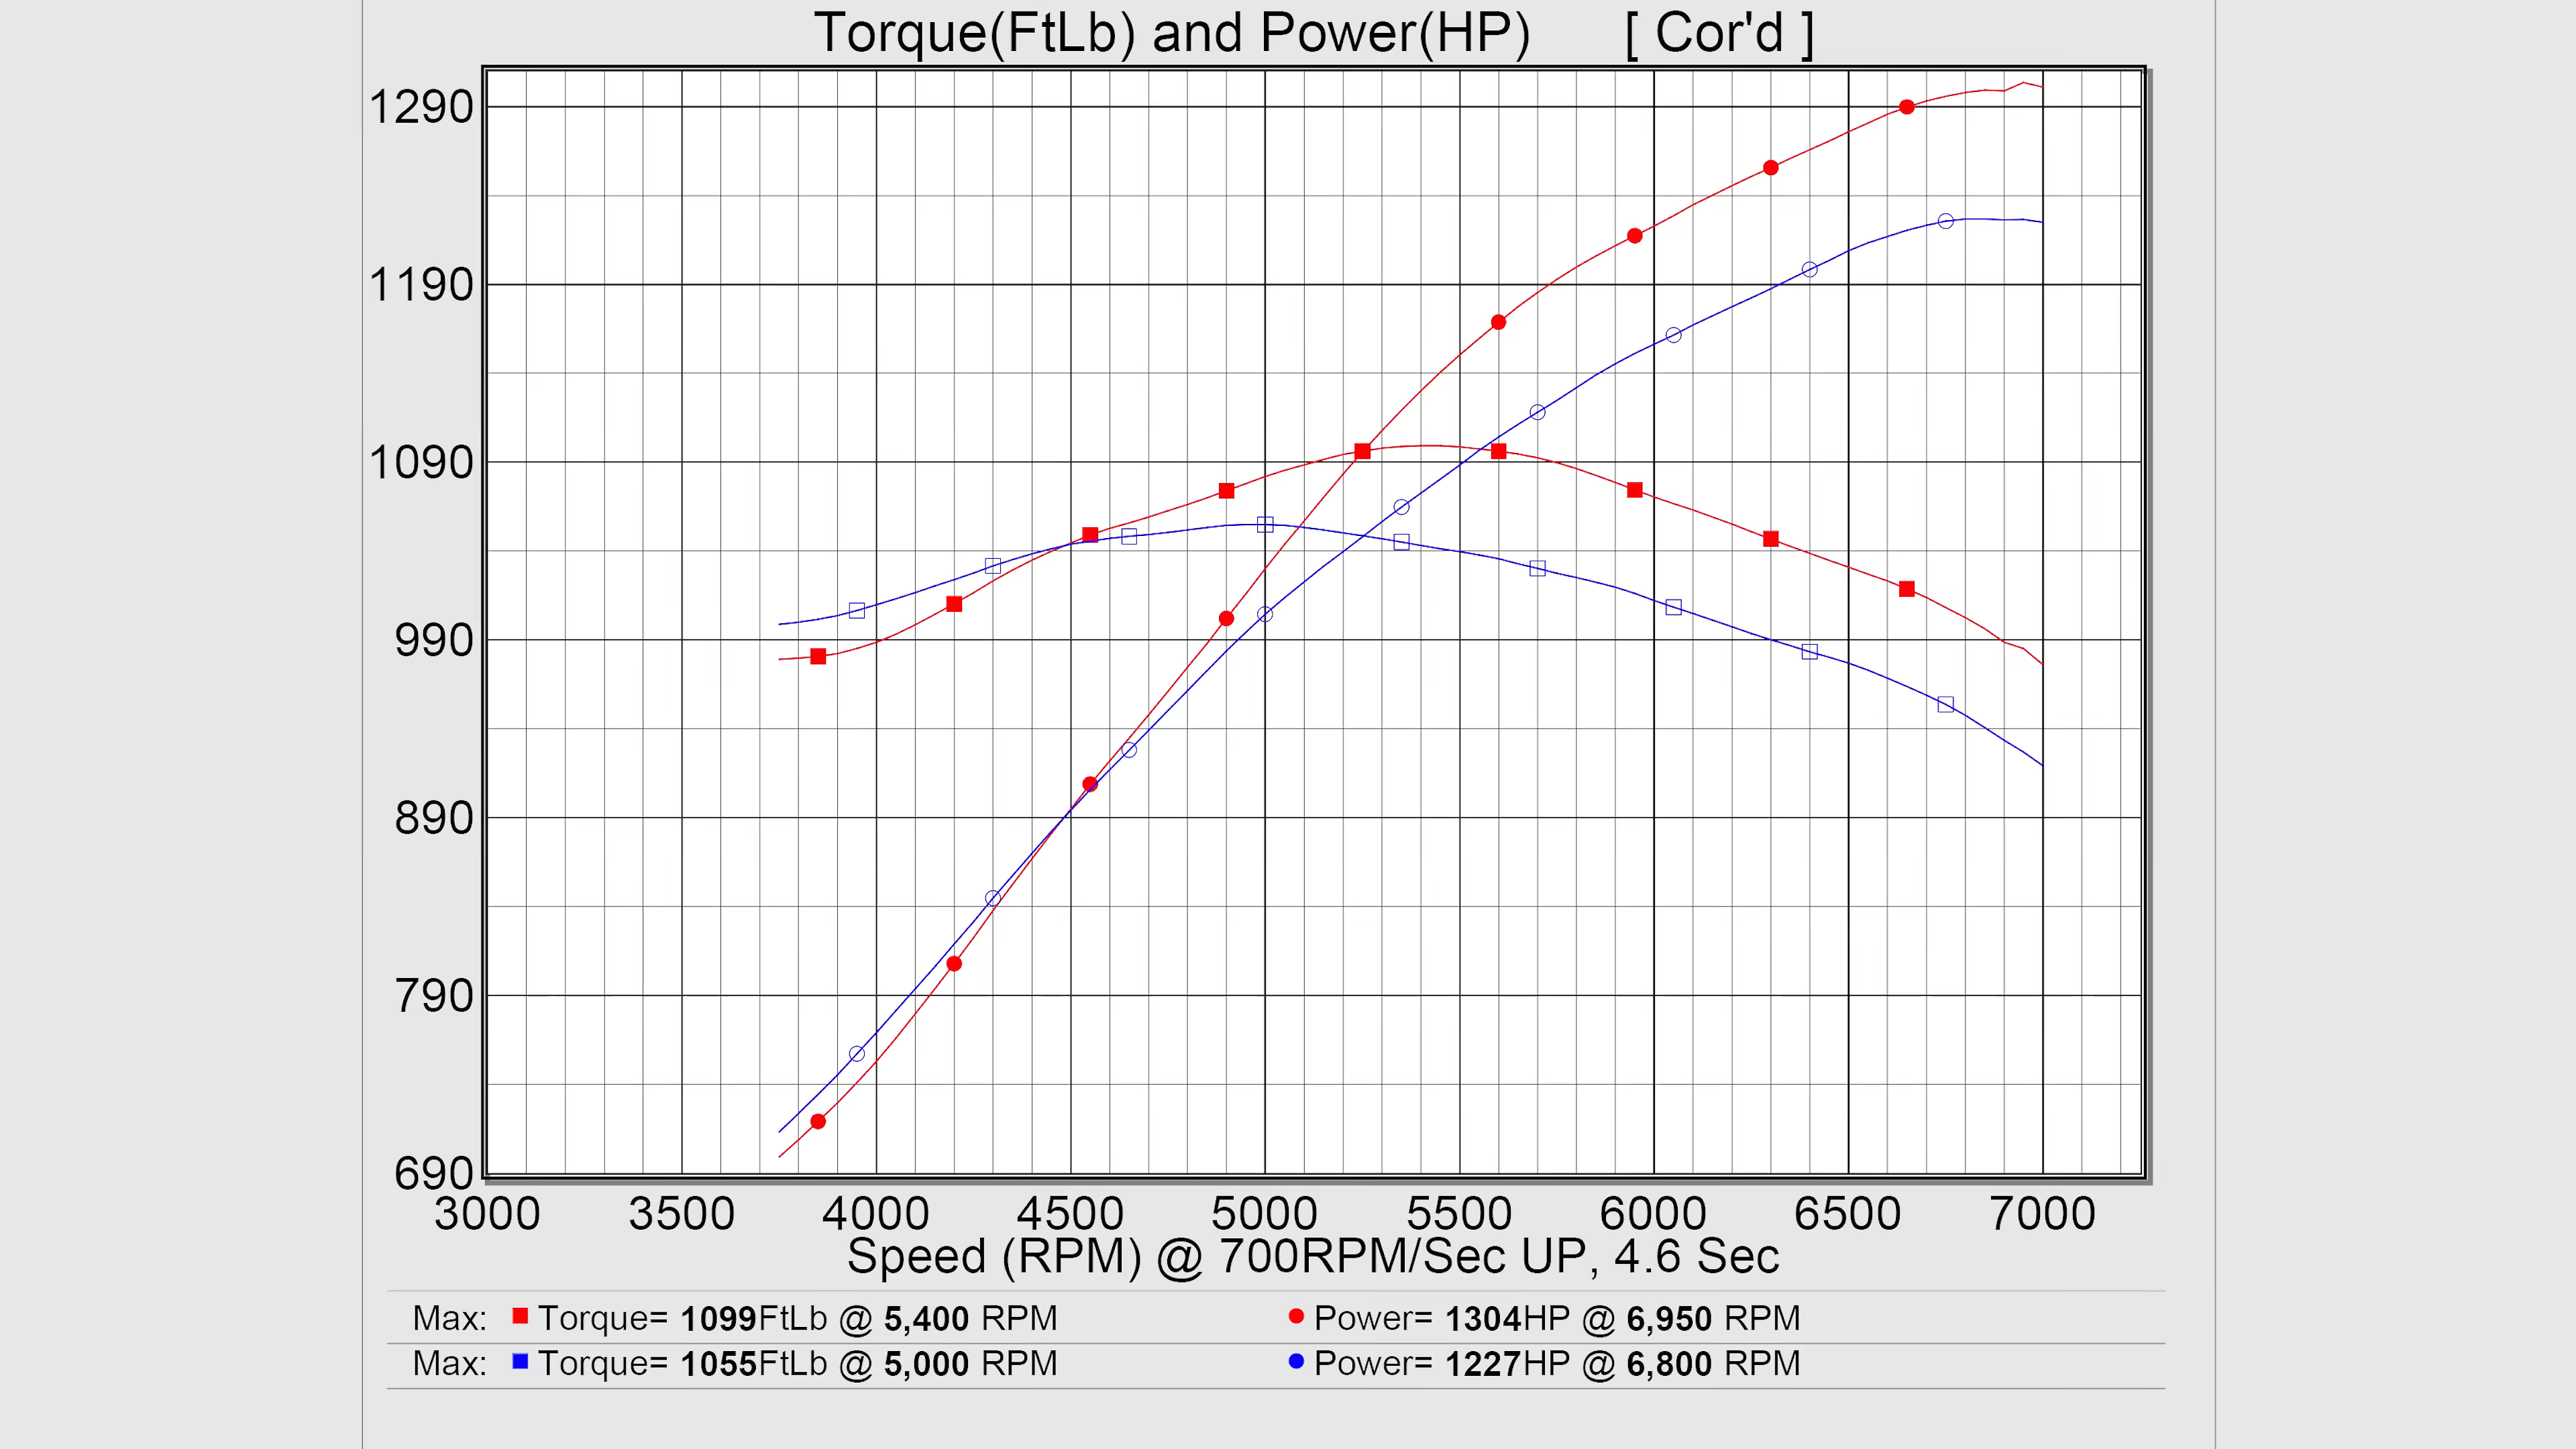 Torque(FtLb) and Power(HP) [ Cor'd ]
1290
1190
1090
990
890
790
690
3000 3500 4000 4500 5000 5500 6000 6500 7000
Speed (RPM) @ 700RPM/Sec UP, 4.6 Sec
Max: Torque= 1099FtLb @ 5,400 RPM Power= 1304HP @ 6,950 RPM
Max: Torque= 1055FtLb @ 5,000 RPM Power= 1227HP @ 6,800 RPM